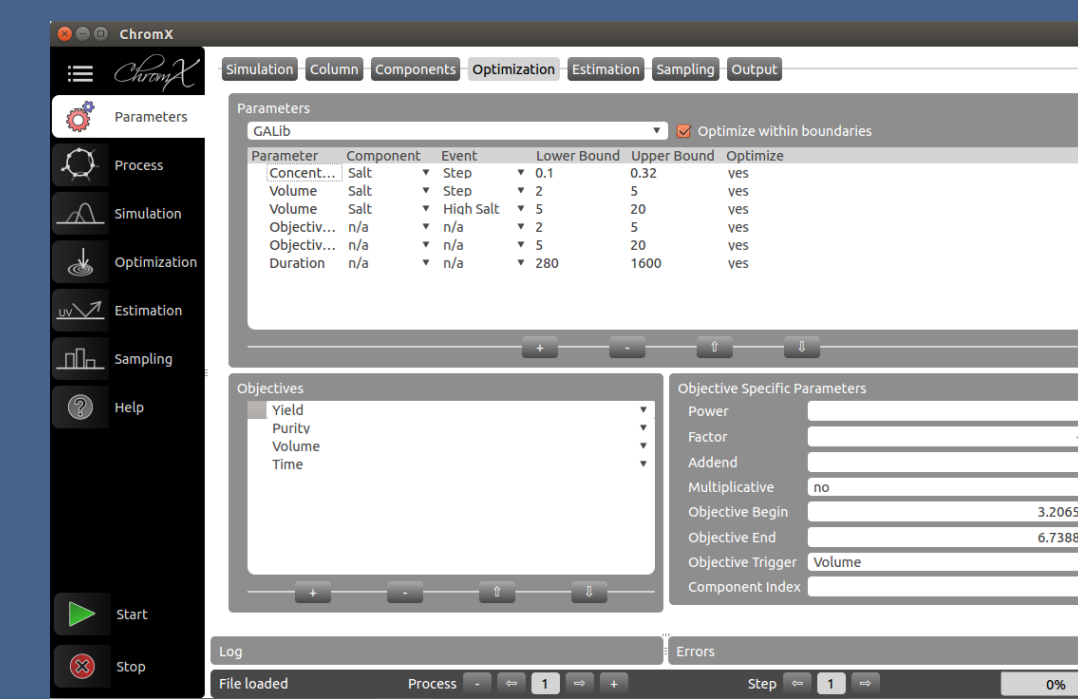 ChromX
ChromX
Parameters
Process
Simulation
Optimization
UV
Estimation
Sampling
Help
Start
Stop
Simulation Column Components Optimization Estimation Sampling Output
Parameters
GALib Optimize within boundaries
Parameter Component Event Lower Bound Upper Bound Optimize
Concent... Salt Step 0.1 0.32 yes
Volume Salt Step 2 5 yes
Volume Salt High Salt 5 20 yes
Objectiv... n/a n/a 2 5 yes
Objectiv... n/a n/a 5 20 yes
Duration n/a n/a 280 1600 yes
+ - ⇧ ⇩
Objectives
Yield
Purity
Volume
Time
+ - ⇧ ⇩
Objective Specific Parameters
Power
Factor
Addend
Multiplicative no
Objective Begin 3.2065
Objective End 6.7388
Objective Trigger Volume
Component Index
Log
Errors
File loaded Process - ⇦ 1 ⇨ + Step ⇦ 1 ⇨ 0%